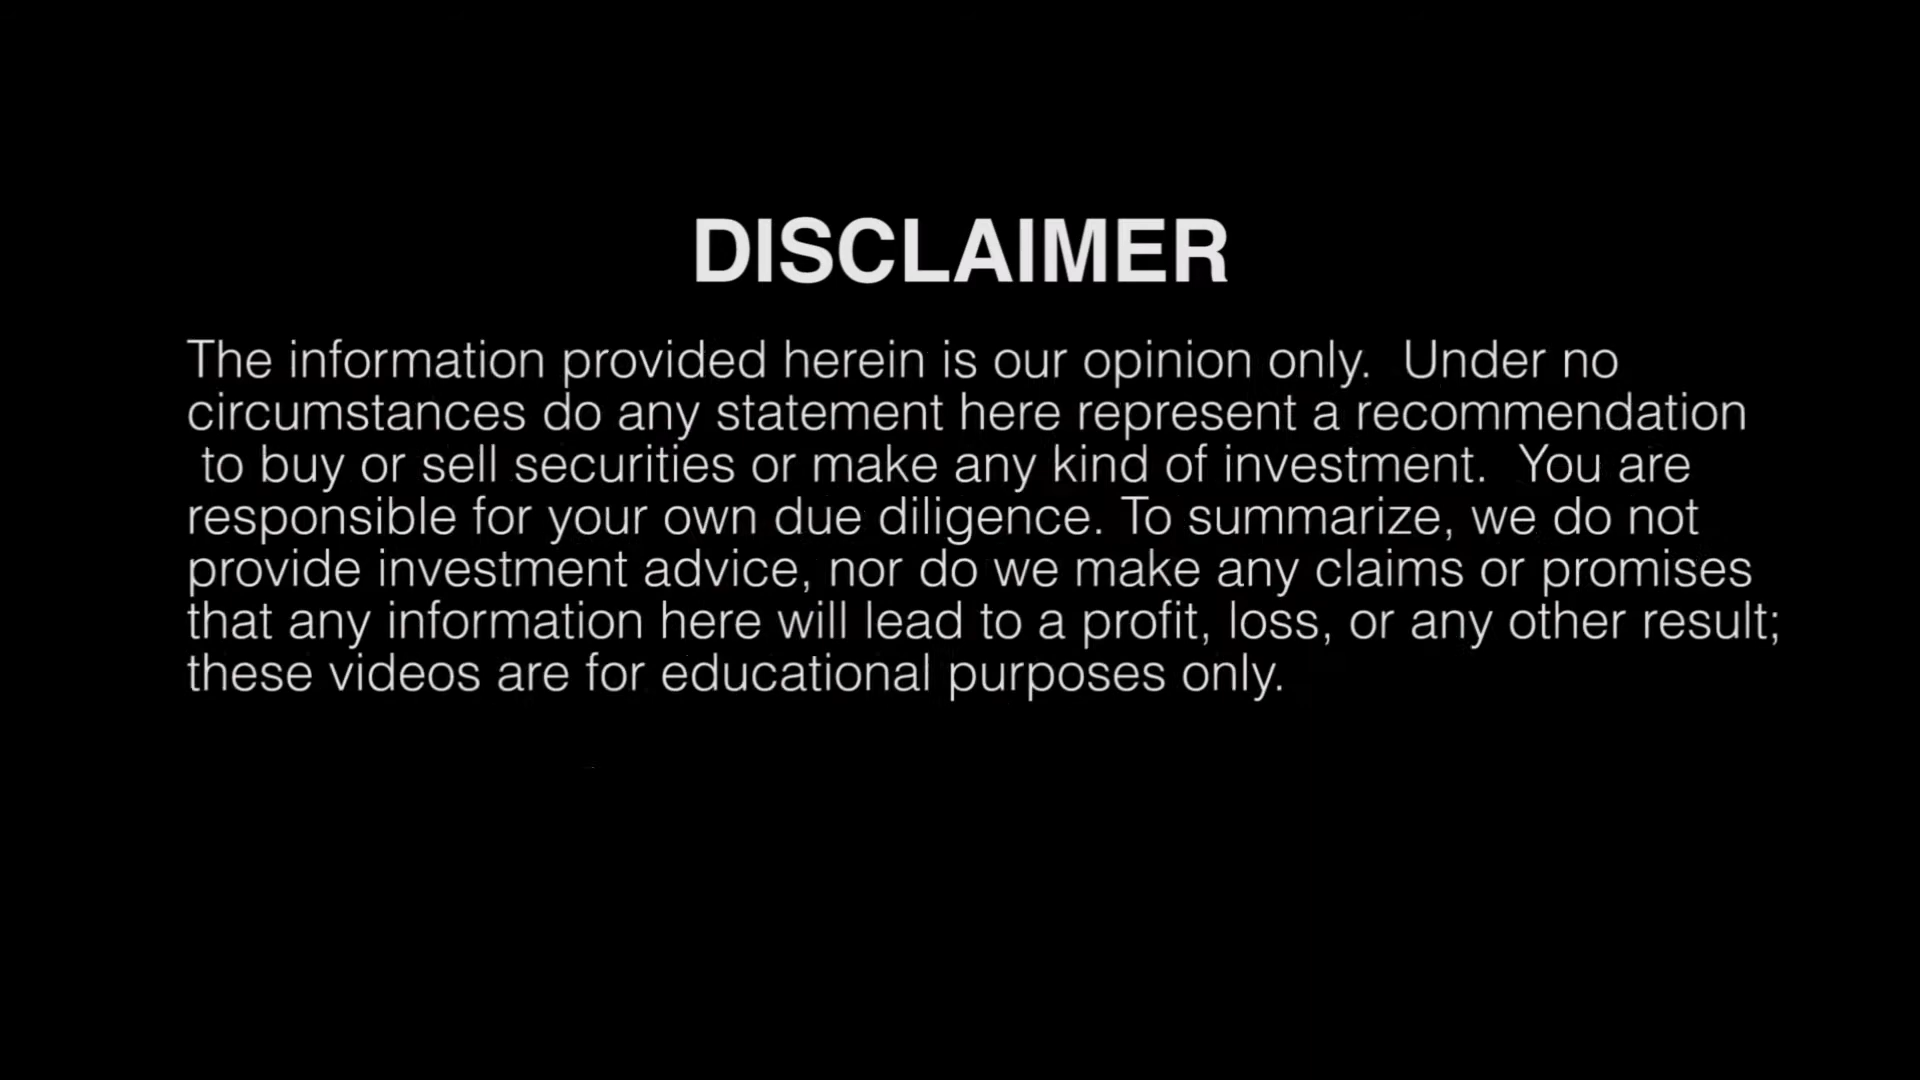 DISCLAIMER
The information provided herein is our opinion only.  Under no
circumstances do any statement here represent a recommendation
to buy or sell securities or make any kind of investment.  You are
responsible for your own due diligence. To summarize, we do not
provide investment advice, nor do we make any claims or promises
that any information here will lead to a profit, loss, or any other result;
these videos are for educational purposes only.